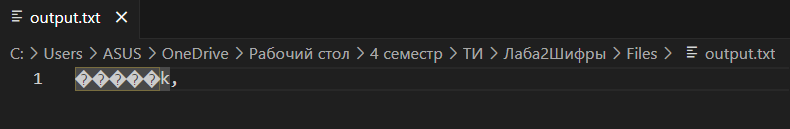 output.txt ×
C: > Users > ASUS > OneDrive > Рабочий стол > 4 семестр > ТИ > Лаба2Шифры > Files > output.txt
1 �����k,